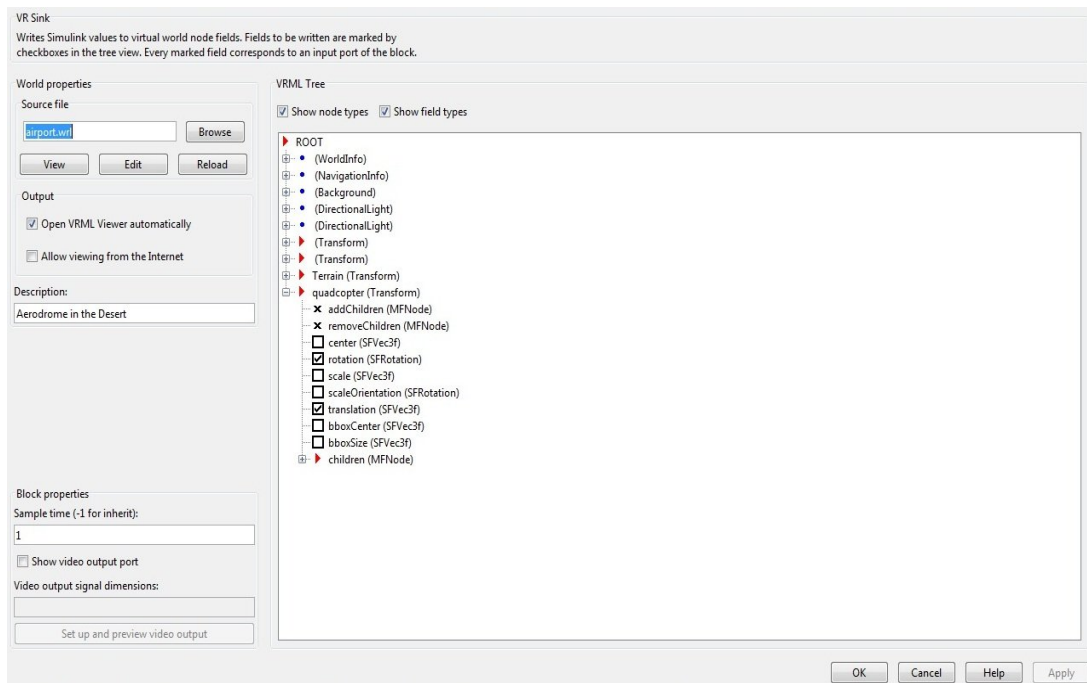 VR Sink
Writes Simulink values to virtual world node fields. Fields to be written are marked by
checkboxes in the tree view. Every marked field corresponds to an input port of the block.
World properties
Source file
airport.wrl
Browse
View
Edit
Reload
Output
Open VRML Viewer automatically
Allow viewing from the Internet
Description:
Aerodrome in the Desert
Block properties
Sample time (-1 for inherit):
1
Show video output port
Video output signal dimensions:
Set up and preview video output
VRML Tree
Show node types
Show field types
ROOT
(WorldInfo)
(NavigationInfo)
(Background)
(DirectionalLight)
(DirectionalLight)
(Transform)
(Transform)
Terrain (Transform)
quadcopter (Transform)
addChildren (MFNode)
removeChildren (MFNode)
center (SFVec3f)
rotation (SFRotation)
scale (SFVec3f)
scaleOrientation (SFRotation)
translation (SFVec3f)
bboxCenter (SFVec3f)
bboxSize (SFVec3f)
children (MFNode)
OK
Cancel
Help
Apply